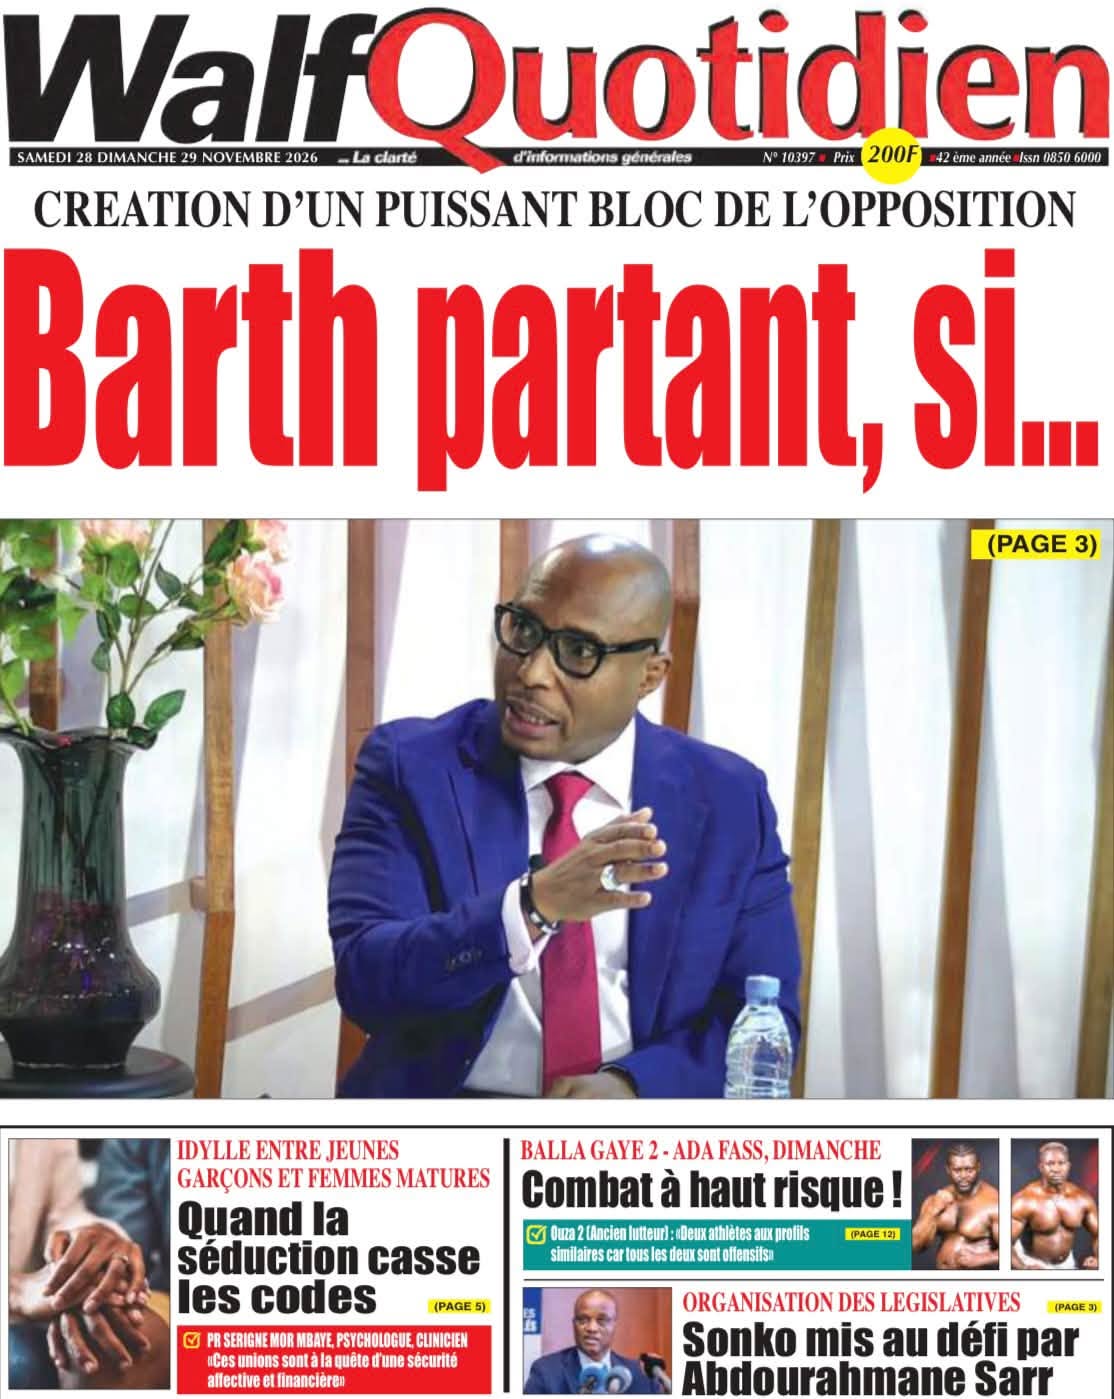 WalfQuotidien
SAMEDI 28 DIMANCHE 29 NOVEMBRE 2026 ... La clarté d'informations générales N° 10397 ■ Prix 200F ■42 ème année ■Issn 0850 6000
CREATION D'UN PUISSANT BLOC DE L'OPPOSITION
Barth partant, si...
(PAGE 3)
IDYLLE ENTRE JEUNES
GARÇONS ET FEMMES MATURES
Quand la
séduction casse
les codes
(PAGE 5)
PR SERIGNE MOR MBAYE, PSYCHOLOGUE, CLINICIEN
«Ces unions sont à la quête d'une sécurité
affective et financière»
BALLA GAYE 2 - ADA FASS, DIMANCHE
Combat à haut risque !
Ouza 2 (Ancien lutteur) : «Deux athlètes aux profils
similaires car tous les deux sont offensifs»
(PAGE 12)
ORGANISATION DES LEGISLATIVES
(PAGE 3)
Sonko mis au défi par
Abdourahmane Sarr